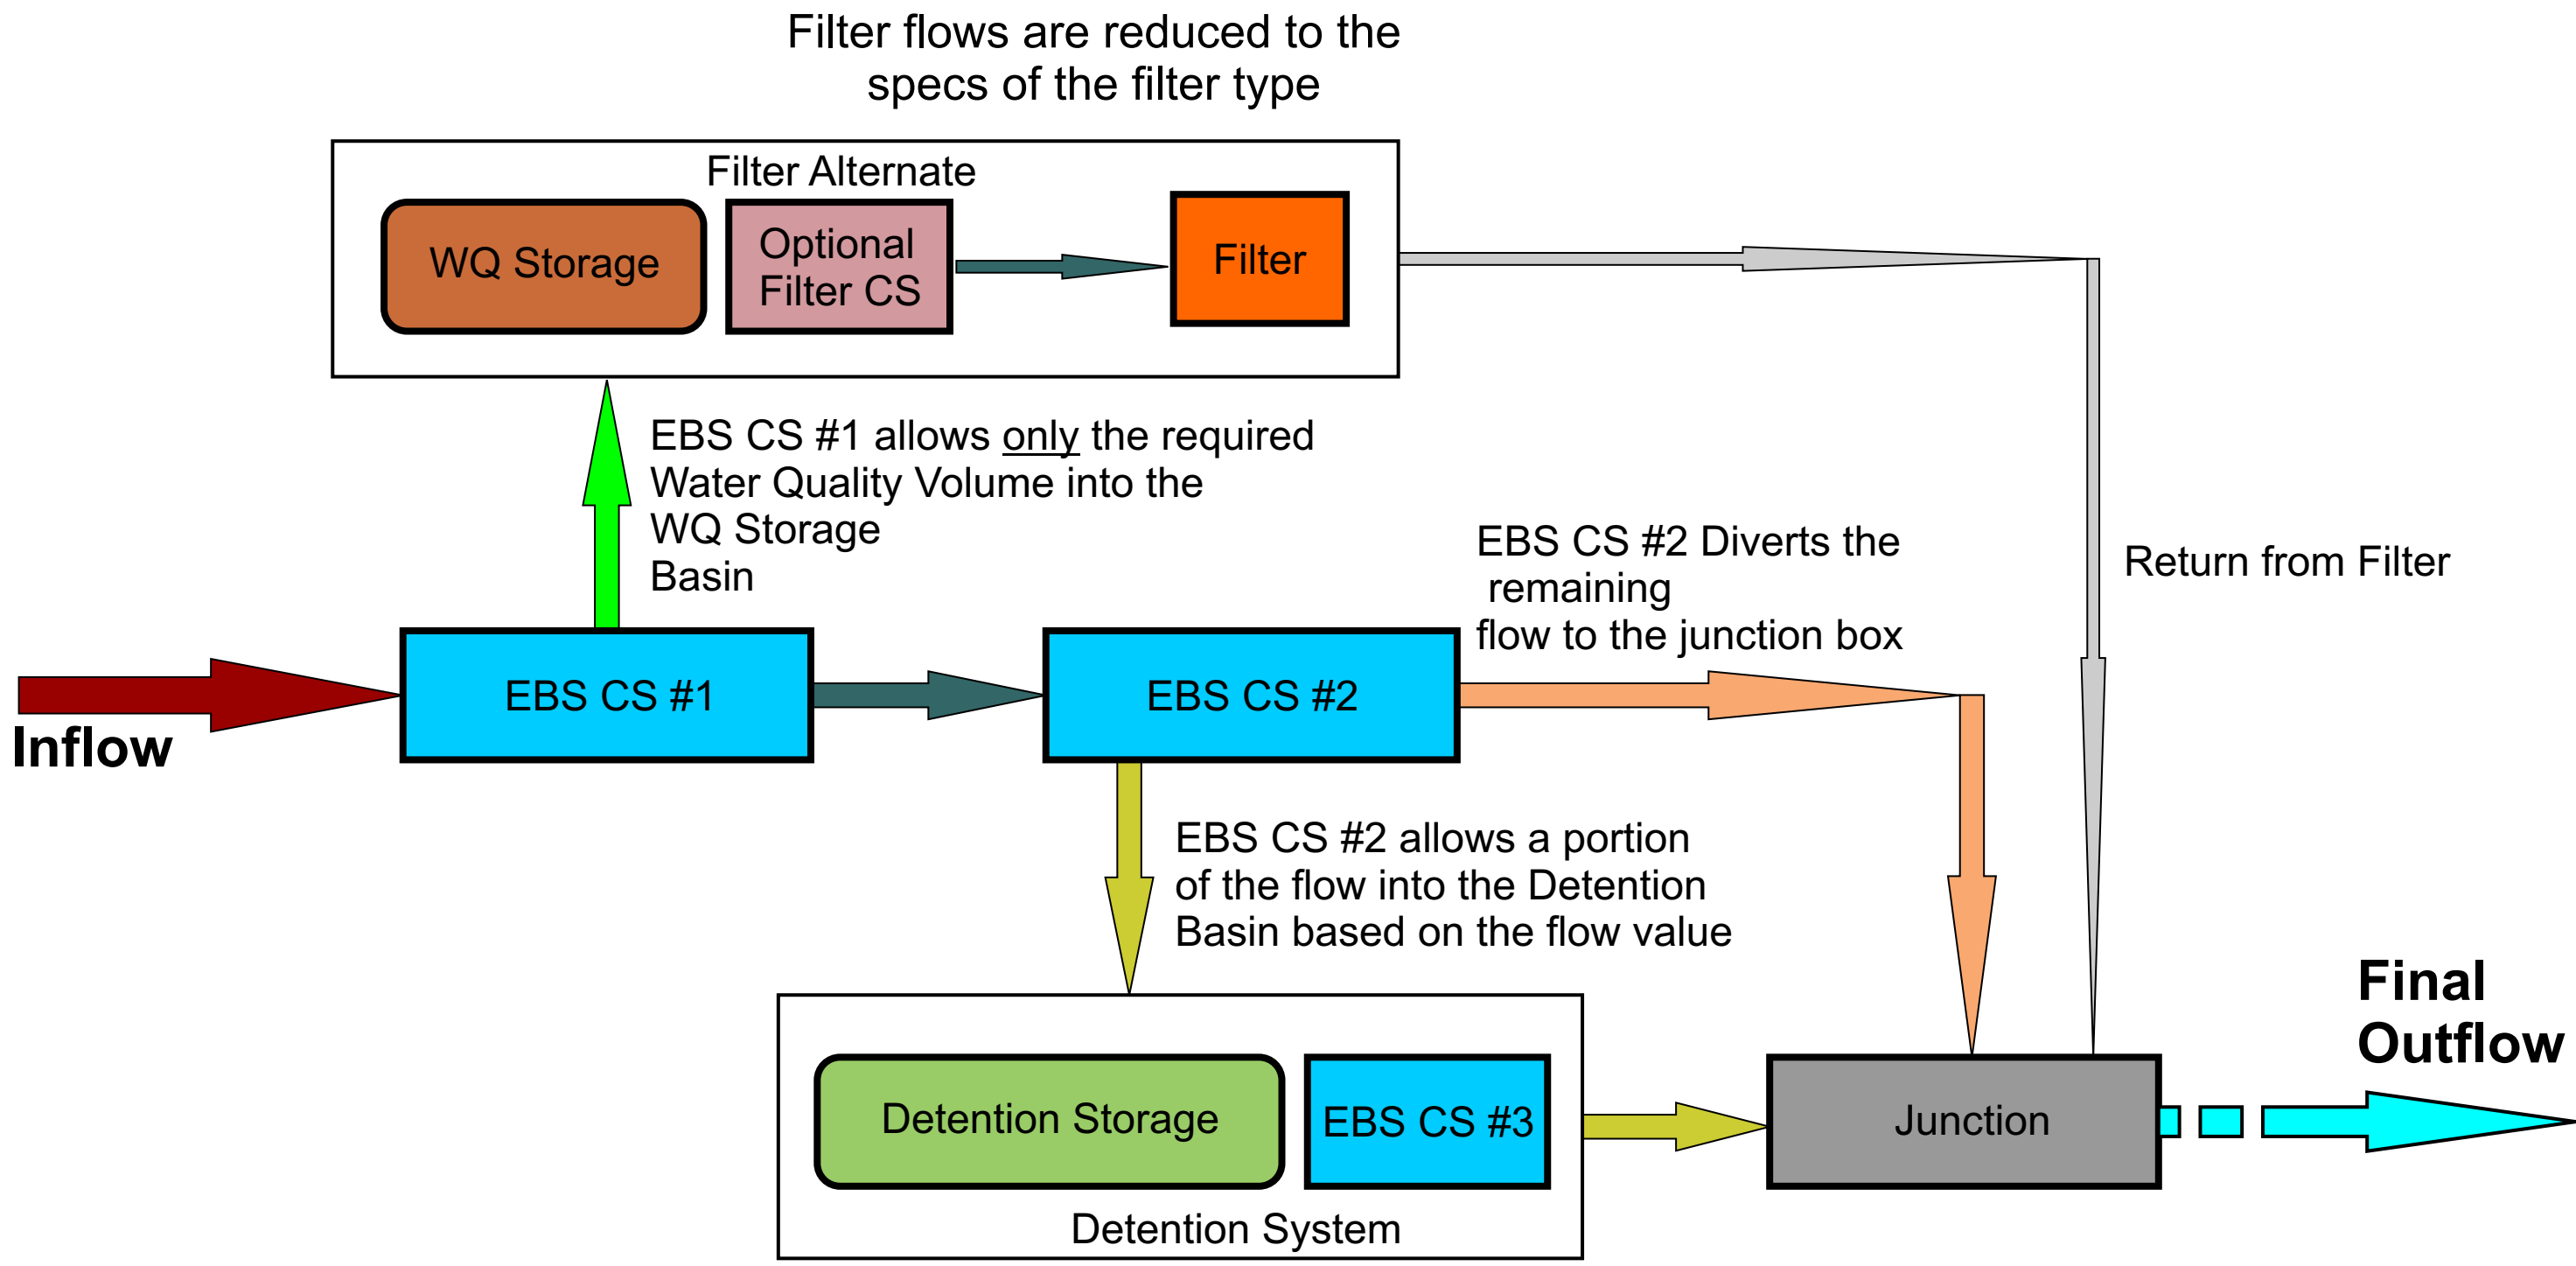 Filter flows are reduced to the
specs of the filter type
Filter Alternate
WQ Storage
Optional
Filter CS
Filter
EBS CS #1 allows only the required
Water Quality Volume into the
WQ Storage
Basin
EBS CS #2 Diverts the
remaining
flow to the junction box
Return from Filter
Inflow
EBS CS #1
EBS CS #2
EBS CS #2 allows a portion
of the flow into the Detention
Basin based on the flow value
Final
Outflow
Detention Storage
EBS CS #3
Junction
Detention System